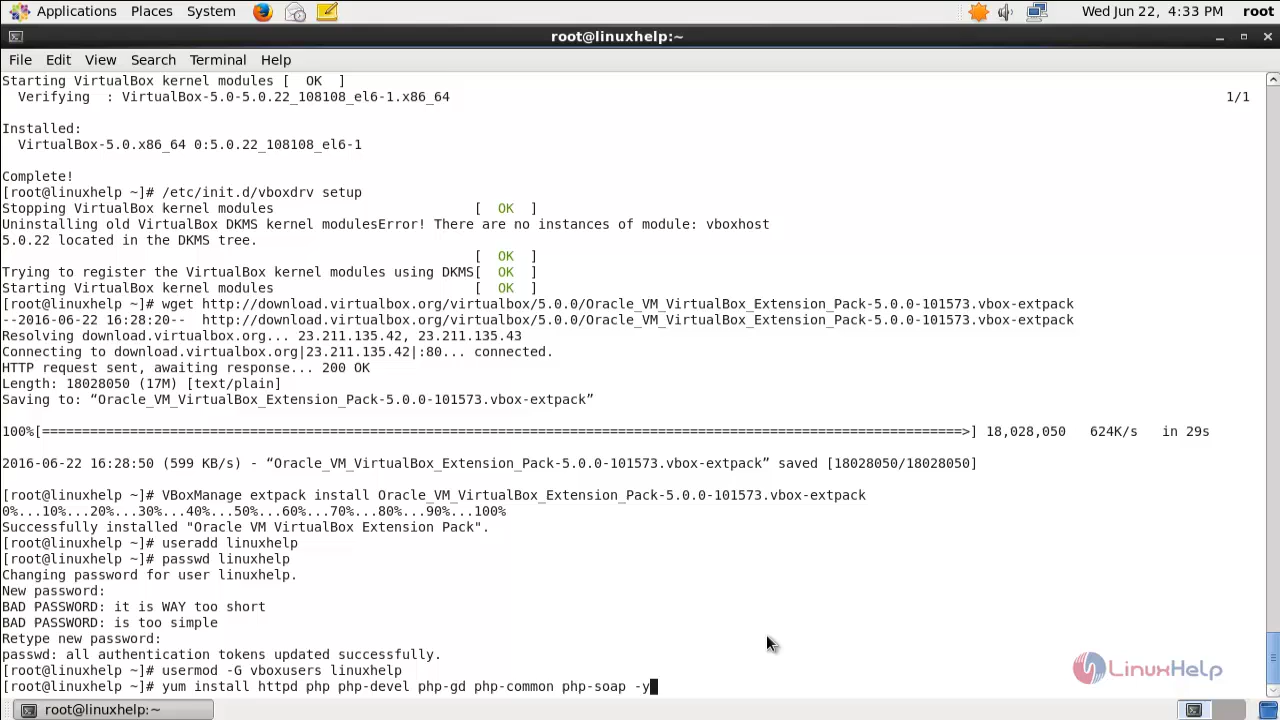 Applications Places System Wed Jun 22, 4:33 PM root
root@linuxhelp:~
File Edit View Search Terminal Help
Starting VirtualBox kernel modules [  OK  ]
  Verifying  : VirtualBox-5.0-5.0.22_108108_el6-1.x86_64 1/1
Installed:
  VirtualBox-5.0.x86_64 0:5.0.22_108108_el6-1
Complete!
[root@linuxhelp ~]# /etc/init.d/vboxdrv setup
Stopping VirtualBox kernel modules [  OK  ]
Uninstalling old VirtualBox DKMS kernel modulesError! There are no instances of module: vboxhost
5.0.22 located in the DKMS tree.
[  OK  ]
Trying to register the VirtualBox kernel modules using DKMS[  OK  ]
Starting VirtualBox kernel modules [  OK  ]
[root@linuxhelp ~]# wget http://download.virtualbox.org/virtualbox/5.0.0/Oracle_VM_VirtualBox_Extension_Pack-5.0.0-101573.vbox-extpack
--2016-06-22 16:28:20--  http://download.virtualbox.org/virtualbox/5.0.0/Oracle_VM_VirtualBox_Extension_Pack-5.0.0-101573.vbox-extpack
Resolving download.virtualbox.org... 23.211.135.42, 23.211.135.43
Connecting to download.virtualbox.org|23.211.135.42|:80... connected.
HTTP request sent, awaiting response... 200 OK
Length: 18028050 (17M) [text/plain]
Saving to: “Oracle_VM_VirtualBox_Extension_Pack-5.0.0-101573.vbox-extpack”
100%[===================================================================================================================>] 18,028,050   624K/s   in 29s
2016-06-22 16:28:50 (599 KB/s) - “Oracle_VM_VirtualBox_Extension_Pack-5.0.0-101573.vbox-extpack” saved [18028050/18028050]
[root@linuxhelp ~]# VBoxManage extpack install Oracle_VM_VirtualBox_Extension_Pack-5.0.0-101573.vbox-extpack
0%...10%...20%...30%...40%...50%...60%...70%...80%...90%...100%
Successfully installed "Oracle VM VirtualBox Extension Pack".
[root@linuxhelp ~]# useradd linuxhelp
[root@linuxhelp ~]# passwd linuxhelp
Changing password for user linuxhelp.
New password:
BAD PASSWORD: it is WAY too short
BAD PASSWORD: is too simple
Retype new password:
passwd: all authentication tokens updated successfully.
[root@linuxhelp ~]# usermod -G vboxusers linuxhelp
[root@linuxhelp ~]# yum install httpd php php-devel php-gd php-common php-soap -y
LinuxHelp
root@linuxhelp:~